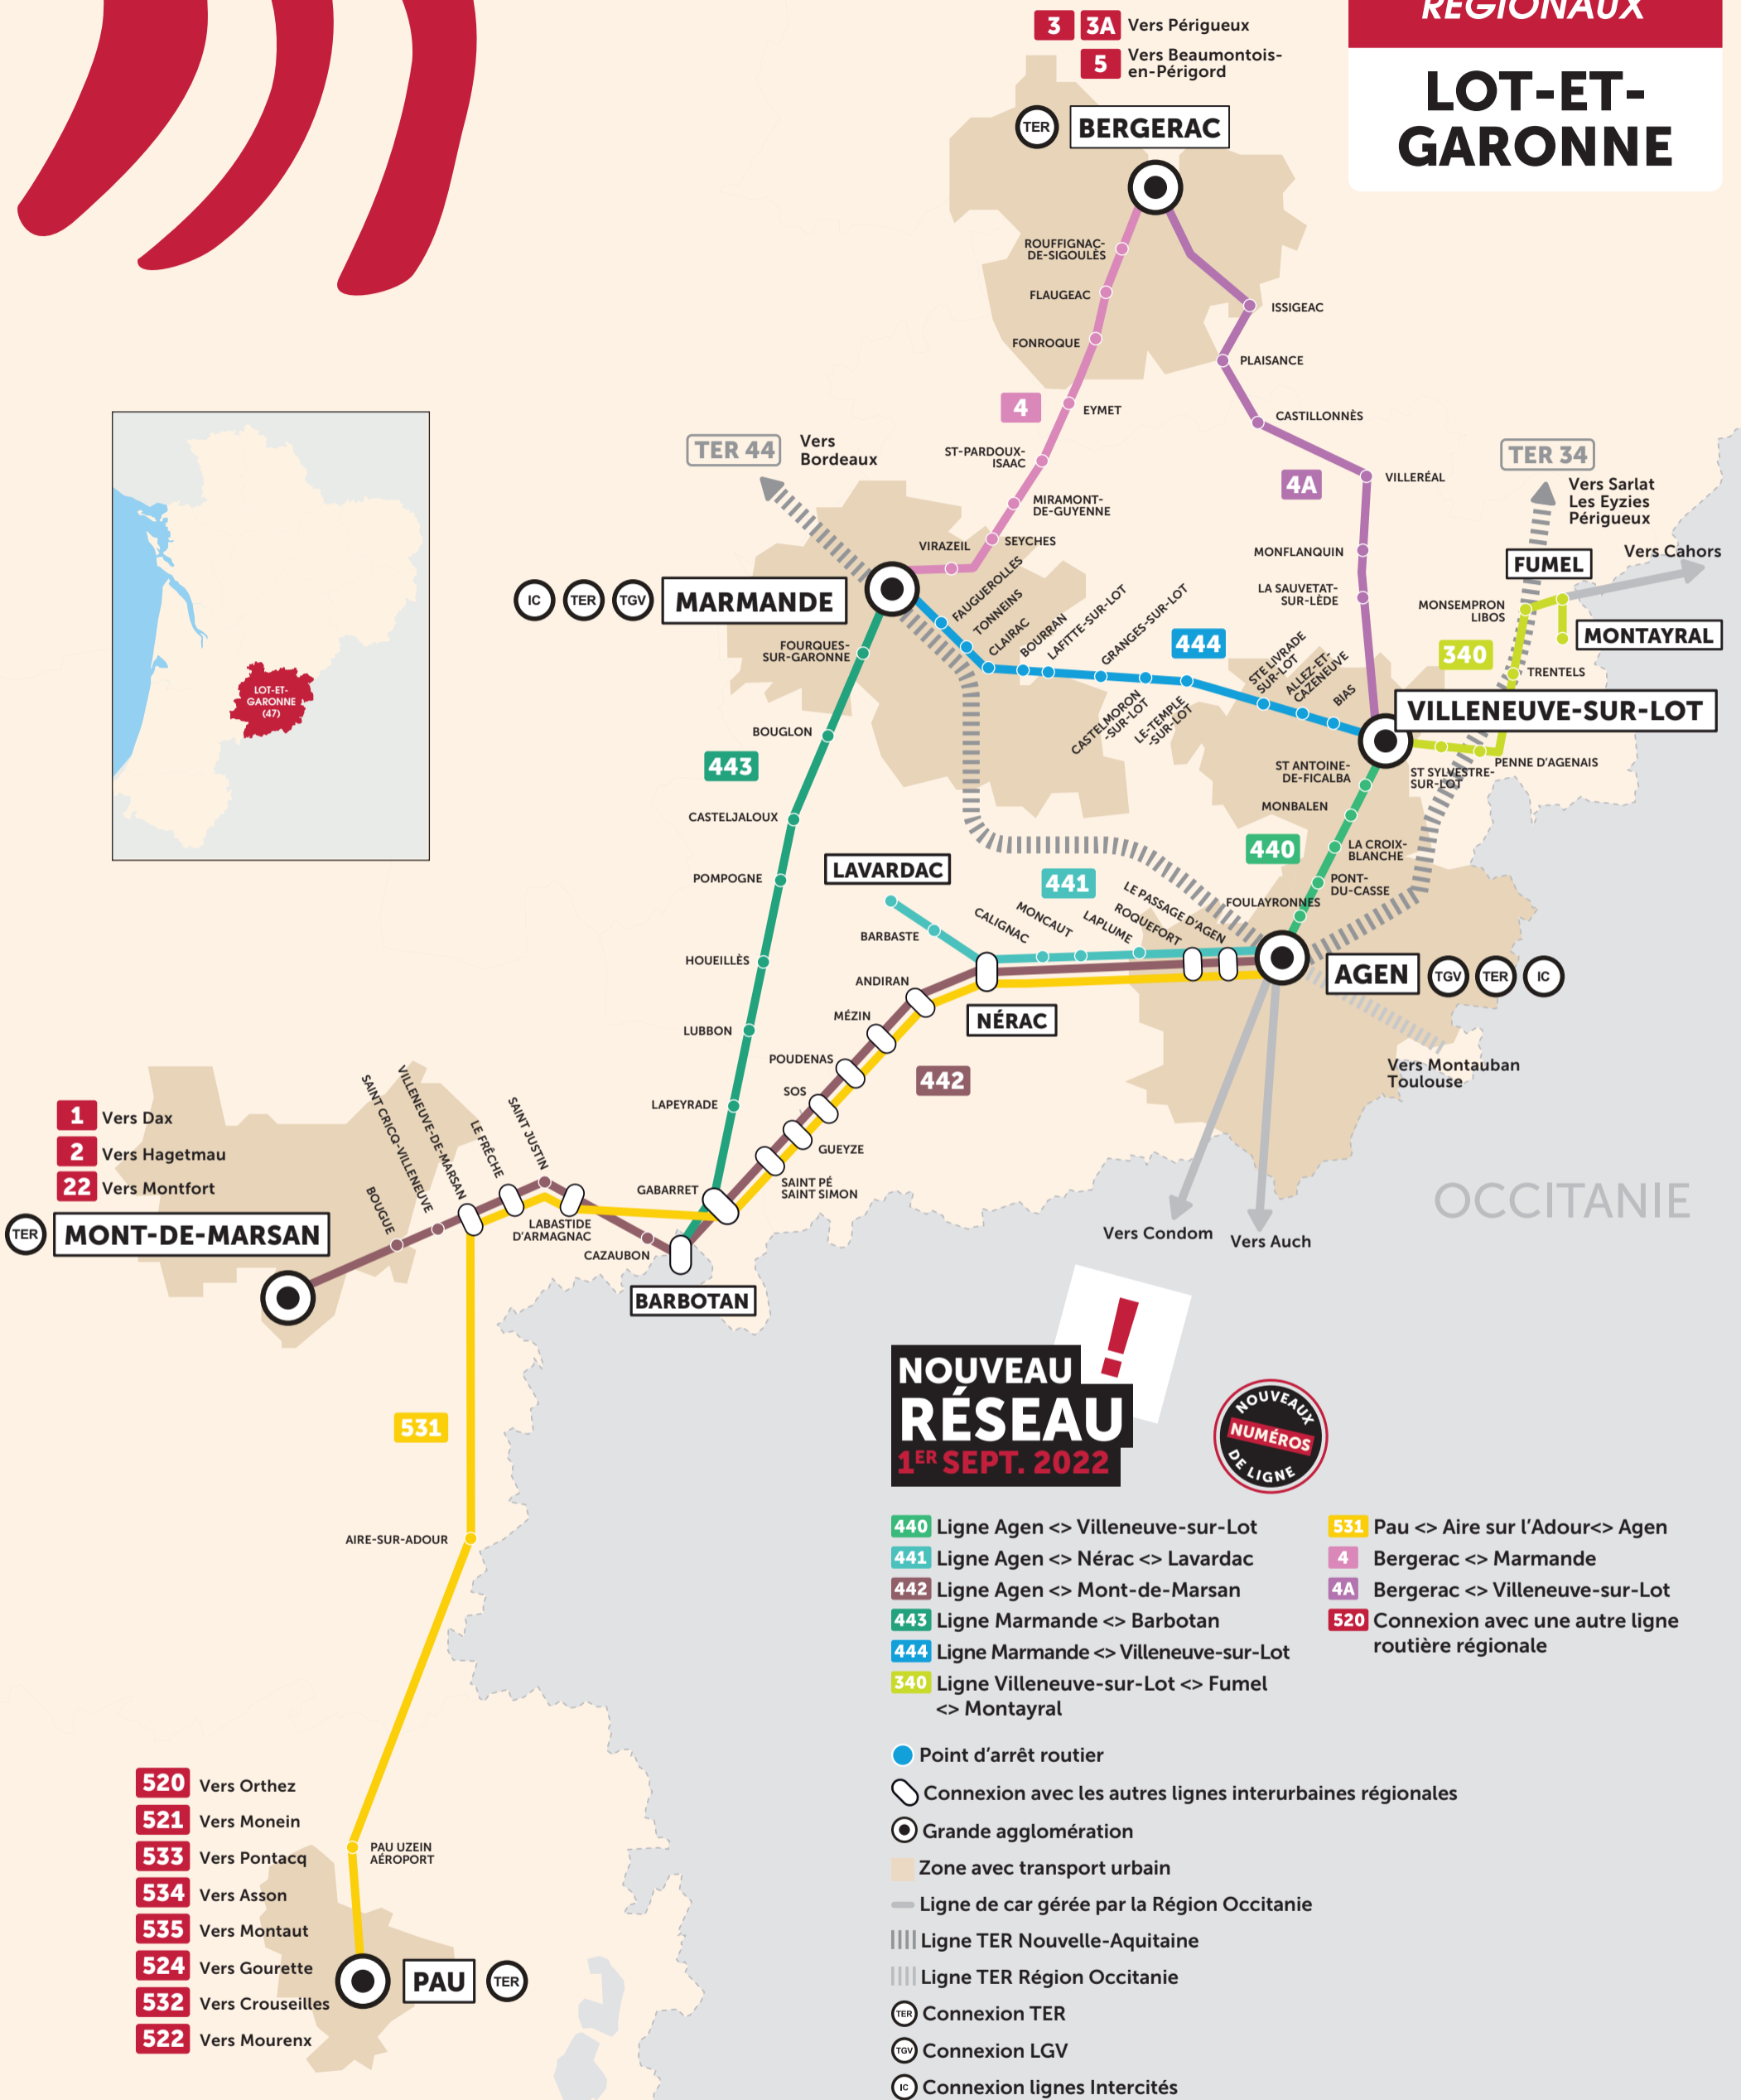 RÉGIONAUX
LOT-ET-
GARONNE
3 3A Vers Périgueux
5 Vers Beaumontois-
en-Périgord
TER BERGERAC
ROUFFIGNAC-
DE-SIGOULÈS
FLAUGEAC
FONROQUE
4
EYMET
ST-PARDOUX-
ISAAC
MIRAMONT-
DE-GUYENNE
SEYCHES
VIRAZEIL
ISSIGEAC
PLAISANCE
CASTILLONNÈS
4A
VILLERÉAL
MONFLANQUIN
LA SAUVETAT-
SUR-LÈDE
TER 44
Vers
Bordeaux
TER 34
Vers Sarlat
Les Eyzies
Périgueux
FUMEL
Vers Cahors
MONSEMPRON
LIBOS
MONTAYRAL
340
TRENTELS
VILLENEUVE-SUR-LOT
PENNE D'AGENAIS
ST SYLVESTRE-
SUR-LOT
LOT-ET-
GARONNE
(47)
IC TER TGV MARMANDE
FAUGUEROLLES
TONNEINS
CLAIRAC
BOURRAN
LAFITTE-SUR-LOT
GRANGES-SUR-LOT
444
CASTELMORON
-SUR-LOT
LE-TEMPLE
-SUR-LOT
STE LIVRADE
SUR-LOT
ALLEZ-ET-
CAZENEUVE
BIAS
FOURQUES-
SUR-GARONNE
BOUGLON
443
CASTELJALOUX
POMPOGNE
HOUEILLÈS
LUBBON
LAPEYRADE
GABARRET
ST ANTOINE-
DE-FICALBA
MONBALEN
440
LA CROIX-
BLANCHE
PONT-
DU-CASSE
FOULAYRONNES
LAVARDAC
441
BARBASTE
CALIGNAC
MONCAUT
LAPLUME
ROQUEFORT
LE PASSAGE D'AGEN
AGEN TGV TER IC
NÉRAC
ANDIRAN
MÉZIN
POUDENAS
SOS
442
GUEYZE
SAINT PÉ
SAINT SIMON
Vers Montauban
Toulouse
Vers Condom
Vers Auch
OCCITANIE
1 Vers Dax
2 Vers Hagetmau
22 Vers Montfort
TER MONT-DE-MARSAN
BOUGUE
SAINT CRICQ-VILLENEUVE
VILLENEUVE-DE-MARSAN
LE FRÊCHE
SAINT JUSTIN
LABASTIDE
D'ARMAGNAC
CAZAUBON
BARBOTAN
531
AIRE-SUR-ADOUR
PAU UZEIN
AÉROPORT
PAU TER
520 Vers Orthez
521 Vers Monein
533 Vers Pontacq
534 Vers Asson
535 Vers Montaut
524 Vers Gourette
532 Vers Crouseilles
522 Vers Mourenx
!
NOUVEAU
RÉSEAU
1ER SEPT. 2022
NOUVEAUX
NUMÉROS
DE LIGNE
440 Ligne Agen <> Villeneuve-sur-Lot
441 Ligne Agen <> Nérac <> Lavardac
442 Ligne Agen <> Mont-de-Marsan
443 Ligne Marmande <> Barbotan
444 Ligne Marmande <> Villeneuve-sur-Lot
340 Ligne Villeneuve-sur-Lot <> Fumel
<> Montayral
531 Pau <> Aire sur l'Adour<> Agen
4 Bergerac <> Marmande
4A Bergerac <> Villeneuve-sur-Lot
520 Connexion avec une autre ligne
routière régionale
Point d'arrêt routier
Connexion avec les autres lignes interurbaines régionales
Grande agglomération
Zone avec transport urbain
Ligne de car gérée par la Région Occitanie
Ligne TER Nouvelle-Aquitaine
Ligne TER Région Occitanie
TER Connexion TER
TGV Connexion LGV
IC Connexion lignes Intercités